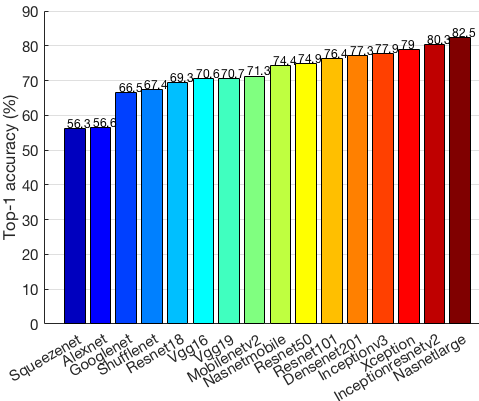 90
80
70
60
50
40
30
20
10
0
Top-1 accuracy (%)
56.3
56.6
66.5
67.4
69.3
70.6
70.7
71.3
74.4
74.9
76.4
77.3
77.9
79
80.3
82.5
Squeezenet
Alexnet
Googlenet
Shufflenet
Resnet18
Vgg16
Vgg19
Mobilenetv2
Nasnetmobile
Resnet50
Resnet101
Densenet201
Inceptionv3
Xception
Inceptionresnetv2
Nasnetlarge